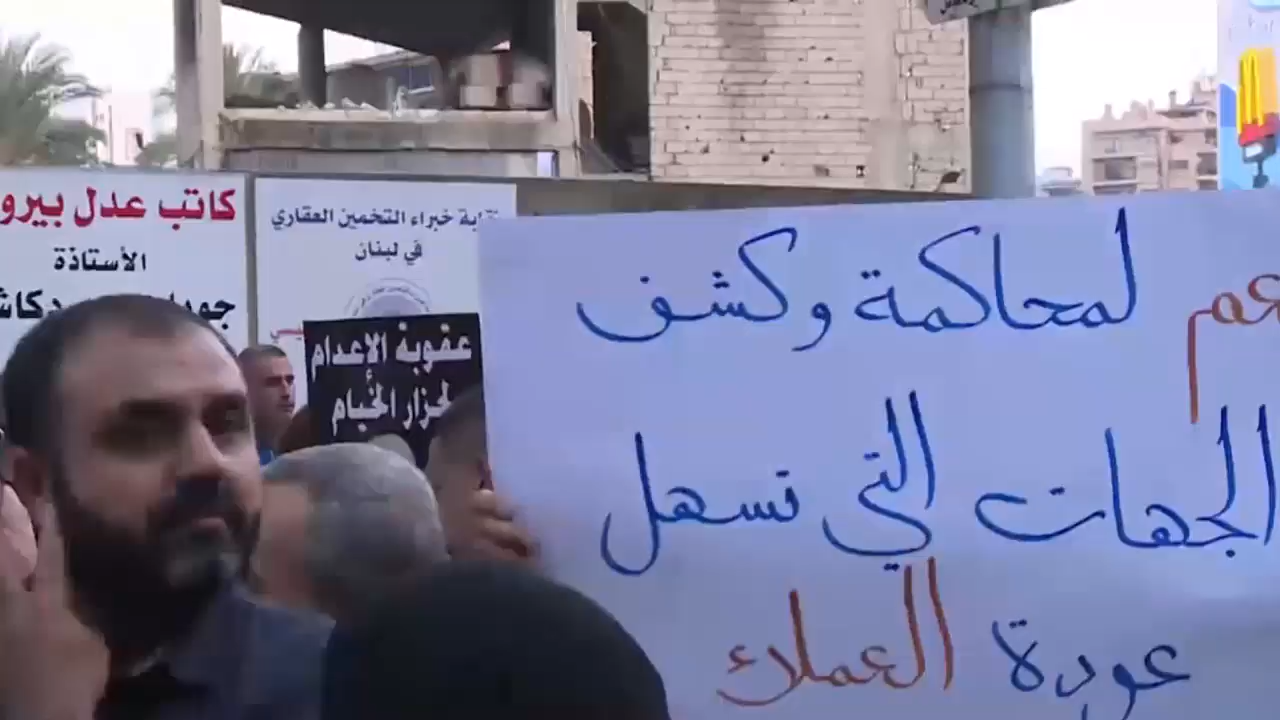 كاتب عدل
الأستاذة
نقابة خبراء التخمين العقاري
في لبنان
عقوبة الإعدام
لجزار الخيام
لمحاكمة وكشف
الجهات التي تسهل
عودة العملاء